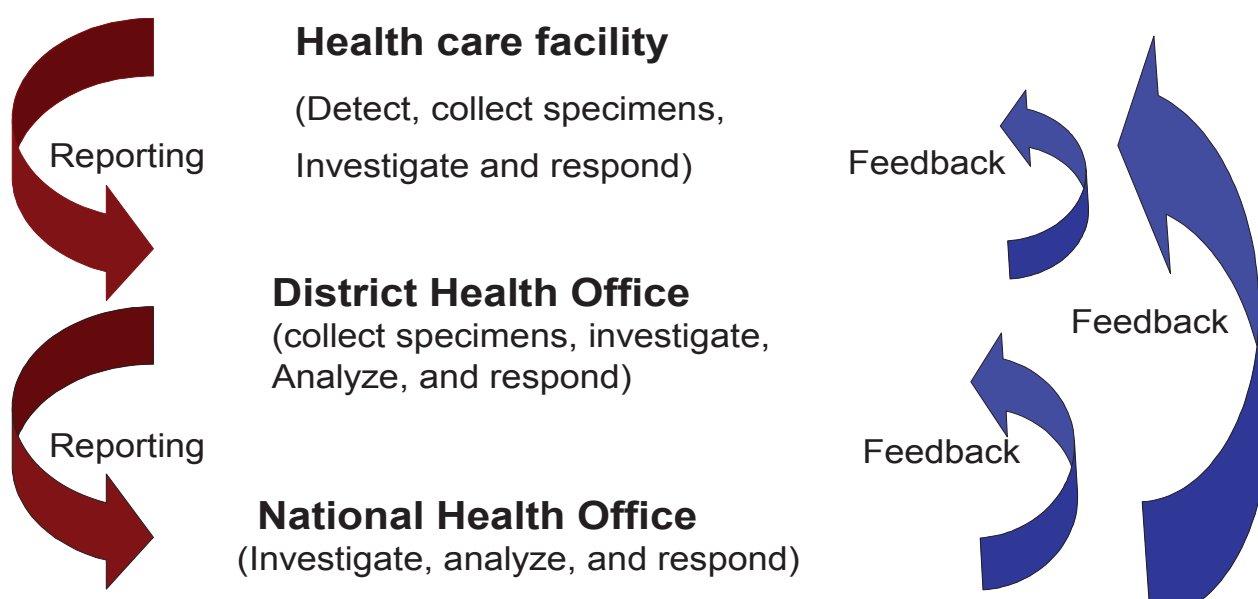 Health care facility
(Detect, collect specimens,
Reporting
Investigate and respond)
Feedback
District Health Office
(collect specimens, investigate,
Analyze, and respond)
Feedback
Reporting
Feedback
National Health Office
(Investigate, analyze, and respond)